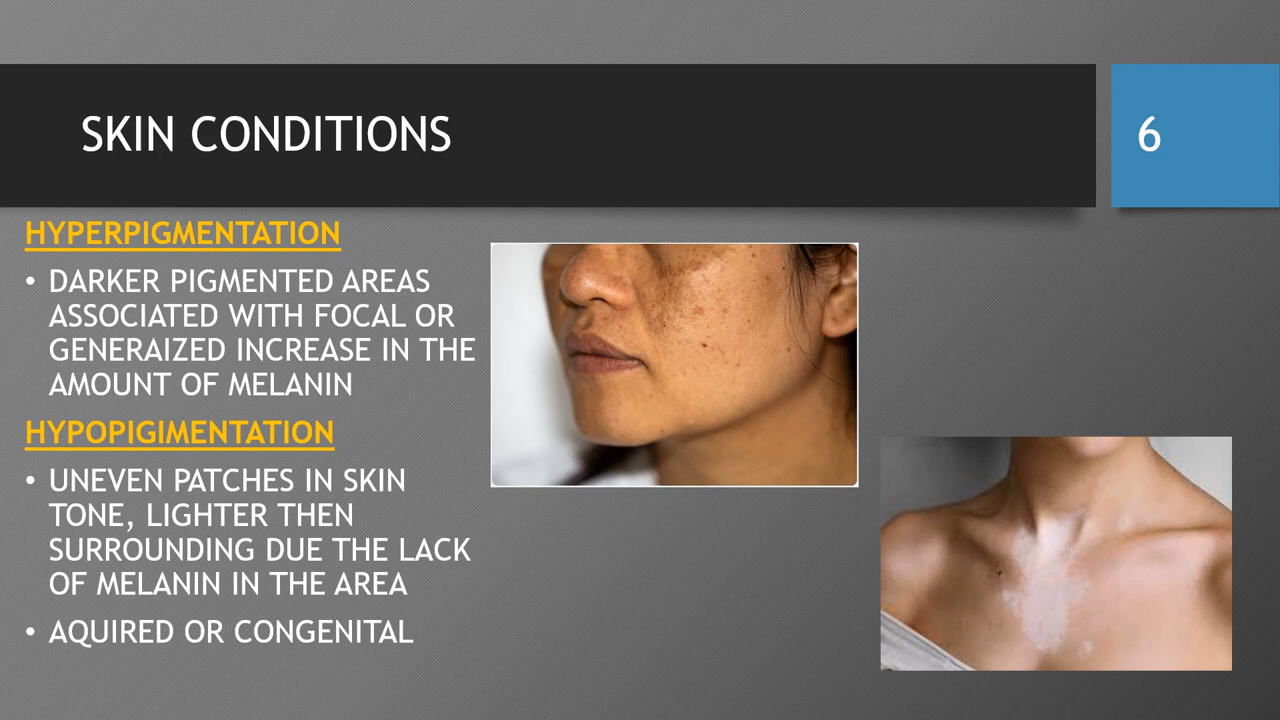 SKIN CONDITIONS
6
HYPERPIGMENTATION
• DARKER PIGMENTED AREAS
ASSOCIATED WITH FOCAL OR
GENERAIZED INCREASE IN THE
AMOUNT OF MELANIN
HYPOPIGIMENTATION
• UNEVEN PATCHES IN SKIN
TONE, LIGHTER THEN
SURROUNDING DUE THE LACK
OF MELANIN IN THE AREA
• AQUIRED OR CONGENITAL